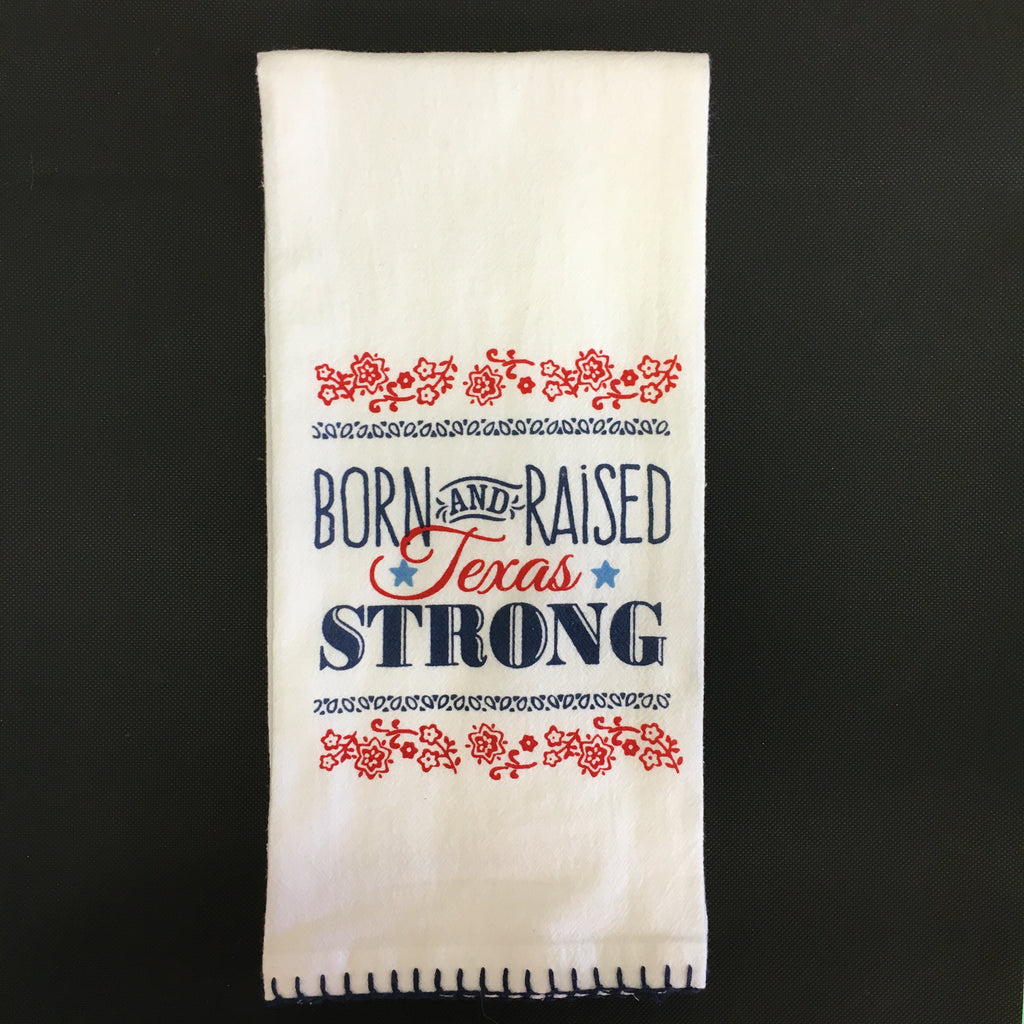 BORN AND RAiSED
Texas
STRONG